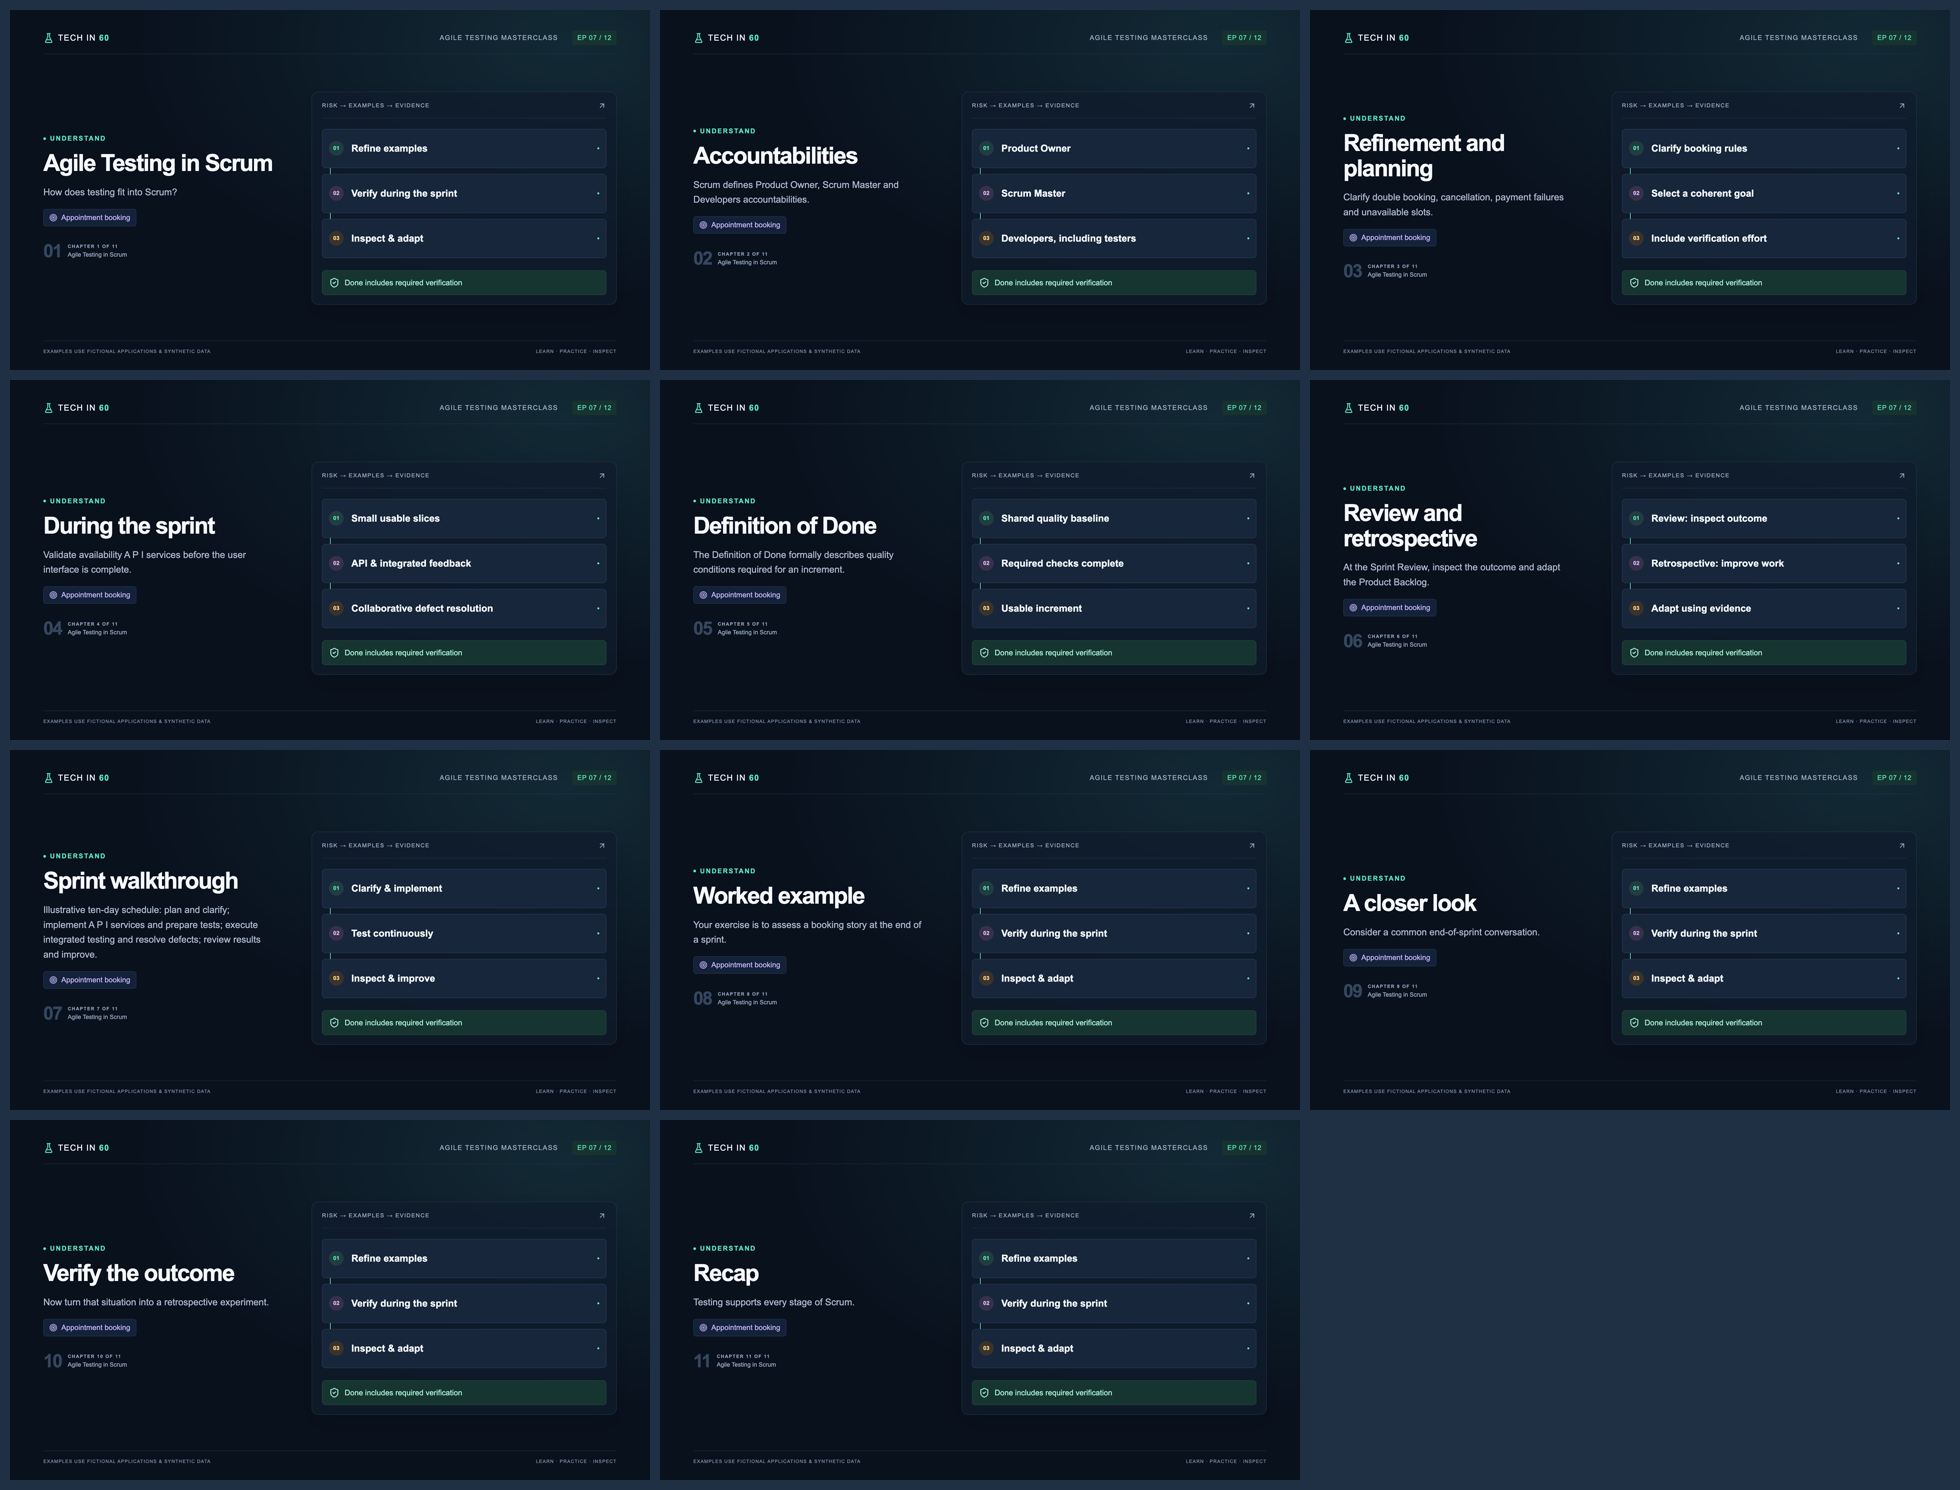 TECH IN 60
AGILE TESTING MASTERCLASS
EP 07 / 12
UNDERSTAND
Agile Testing in Scrum
How does testing fit into Scrum?
Appointment booking
01
CHAPTER 1 OF 11
Agile Testing in Scrum
RISK → EXAMPLES → EVIDENCE
01 Refine examples
02 Verify during the sprint
03 Inspect & adapt
Done includes required verification
EXAMPLES USE FICTIONAL APPLICATIONS & SYNTHETIC DATA
LEARN · PRACTICE · INSPECT
TECH IN 60
AGILE TESTING MASTERCLASS
EP 07 / 12
UNDERSTAND
Accountabilities
Scrum defines Product Owner, Scrum Master and
Developers accountabilities.
Appointment booking
02
CHAPTER 2 OF 11
Agile Testing in Scrum
RISK → EXAMPLES → EVIDENCE
01 Product Owner
02 Scrum Master
03 Developers, including testers
Done includes required verification
EXAMPLES USE FICTIONAL APPLICATIONS & SYNTHETIC DATA
LEARN · PRACTICE · INSPECT
TECH IN 60
AGILE TESTING MASTERCLASS
EP 07 / 12
UNDERSTAND
Refinement and
planning
Clarify double booking, cancellation, payment failures
and unavailable slots.
Appointment booking
03
CHAPTER 3 OF 11
Agile Testing in Scrum
RISK → EXAMPLES → EVIDENCE
01 Clarify booking rules
02 Select a coherent goal
03 Include verification effort
Done includes required verification
EXAMPLES USE FICTIONAL APPLICATIONS & SYNTHETIC DATA
LEARN · PRACTICE · INSPECT
TECH IN 60
AGILE TESTING MASTERCLASS
EP 07 / 12
UNDERSTAND
During the sprint
Validate availability A P I services before the user
interface is complete.
Appointment booking
04
CHAPTER 4 OF 11
Agile Testing in Scrum
RISK → EXAMPLES → EVIDENCE
01 Small usable slices
02 API & integrated feedback
03 Collaborative defect resolution
Done includes required verification
EXAMPLES USE FICTIONAL APPLICATIONS & SYNTHETIC DATA
LEARN · PRACTICE · INSPECT
TECH IN 60
AGILE TESTING MASTERCLASS
EP 07 / 12
UNDERSTAND
Definition of Done
The Definition of Done formally describes quality
conditions required for an increment.
Appointment booking
05
CHAPTER 5 OF 11
Agile Testing in Scrum
RISK → EXAMPLES → EVIDENCE
01 Shared quality baseline
02 Required checks complete
03 Usable increment
Done includes required verification
EXAMPLES USE FICTIONAL APPLICATIONS & SYNTHETIC DATA
LEARN · PRACTICE · INSPECT
TECH IN 60
AGILE TESTING MASTERCLASS
EP 07 / 12
UNDERSTAND
Review and
retrospective
At the Sprint Review, inspect the outcome and adapt
the Product Backlog.
Appointment booking
06
CHAPTER 6 OF 11
Agile Testing in Scrum
RISK → EXAMPLES → EVIDENCE
01 Review: inspect outcome
02 Retrospective: improve work
03 Adapt using evidence
Done includes required verification
EXAMPLES USE FICTIONAL APPLICATIONS & SYNTHETIC DATA
LEARN · PRACTICE · INSPECT
TECH IN 60
AGILE TESTING MASTERCLASS
EP 07 / 12
UNDERSTAND
Sprint walkthrough
Illustrative ten-day schedule: plan and clarify;
implement A P I services and prepare tests; execute
integrated testing and resolve defects; review results
and improve.
Appointment booking
07
CHAPTER 7 OF 11
Agile Testing in Scrum
RISK → EXAMPLES → EVIDENCE
01 Clarify & implement
02 Test continuously
03 Inspect & improve
Done includes required verification
EXAMPLES USE FICTIONAL APPLICATIONS & SYNTHETIC DATA
LEARN · PRACTICE · INSPECT
TECH IN 60
AGILE TESTING MASTERCLASS
EP 07 / 12
UNDERSTAND
Worked example
Your exercise is to assess a booking story at the end of
a sprint.
Appointment booking
08
CHAPTER 8 OF 11
Agile Testing in Scrum
RISK → EXAMPLES → EVIDENCE
01 Refine examples
02 Verify during the sprint
03 Inspect & adapt
Done includes required verification
EXAMPLES USE FICTIONAL APPLICATIONS & SYNTHETIC DATA
LEARN · PRACTICE · INSPECT
TECH IN 60
AGILE TESTING MASTERCLASS
EP 07 / 12
UNDERSTAND
A closer look
Consider a common end-of-sprint conversation.
Appointment booking
09
CHAPTER 9 OF 11
Agile Testing in Scrum
RISK → EXAMPLES → EVIDENCE
01 Refine examples
02 Verify during the sprint
03 Inspect & adapt
Done includes required verification
EXAMPLES USE FICTIONAL APPLICATIONS & SYNTHETIC DATA
LEARN · PRACTICE · INSPECT
TECH IN 60
AGILE TESTING MASTERCLASS
EP 07 / 12
UNDERSTAND
Verify the outcome
Now turn that situation into a retrospective experiment.
Appointment booking
10
CHAPTER 10 OF 11
Agile Testing in Scrum
RISK → EXAMPLES → EVIDENCE
01 Refine examples
02 Verify during the sprint
03 Inspect & adapt
Done includes required verification
EXAMPLES USE FICTIONAL APPLICATIONS & SYNTHETIC DATA
LEARN · PRACTICE · INSPECT
TECH IN 60
AGILE TESTING MASTERCLASS
EP 07 / 12
UNDERSTAND
Recap
Testing supports every stage of Scrum.
Appointment booking
11
CHAPTER 11 OF 11
Agile Testing in Scrum
RISK → EXAMPLES → EVIDENCE
01 Refine examples
02 Verify during the sprint
03 Inspect & adapt
Done includes required verification
EXAMPLES USE FICTIONAL APPLICATIONS & SYNTHETIC DATA
LEARN · PRACTICE · INSPECT